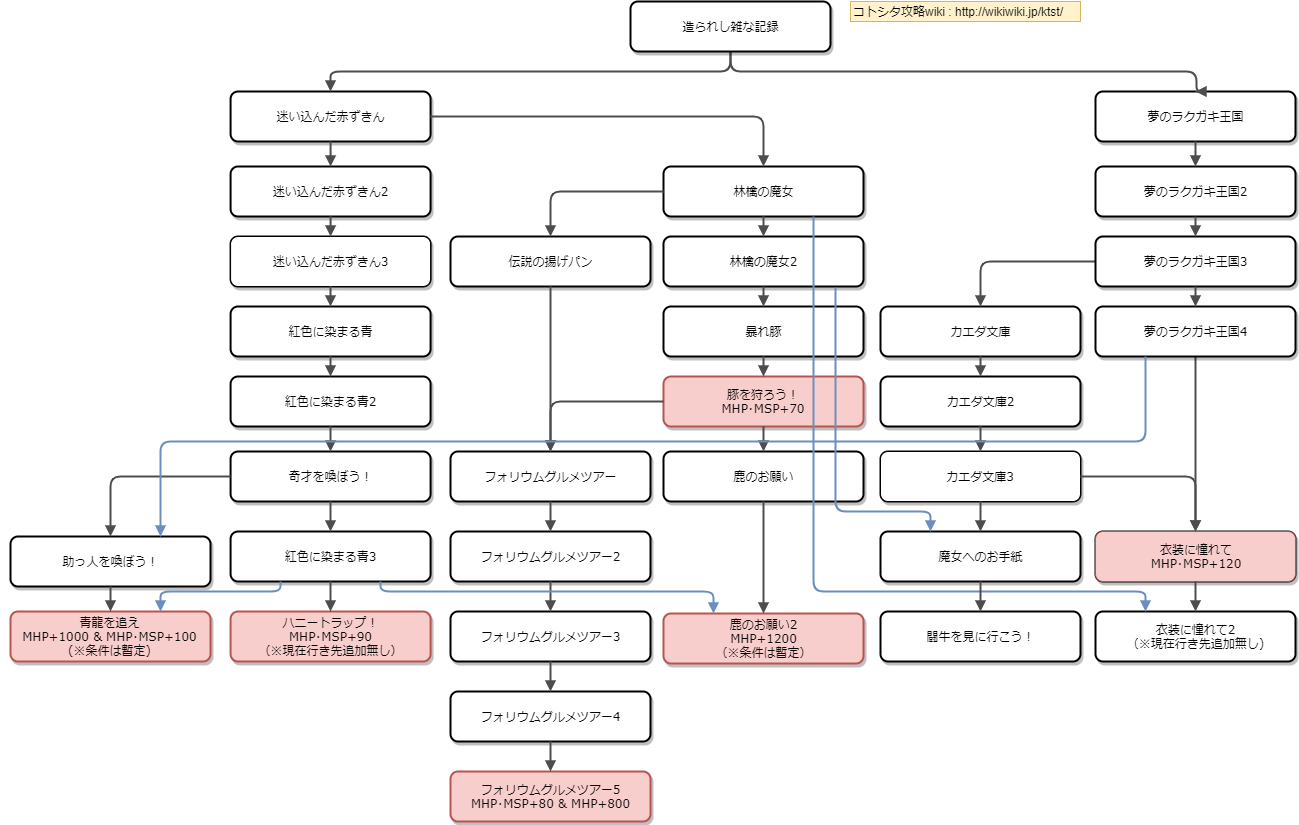 造られし雑な記録
コトシタ攻略wiki : http://wikiwiki.jp/ktst/
迷い込んだ赤ずきん
夢のラクガキ王国
迷い込んだ赤ずきん2
林檎の魔女
夢のラクガキ王国2
迷い込んだ赤ずきん3
伝説の揚げパン
林檎の魔女2
夢のラクガキ王国3
紅色に染まる青
暴れ豚
カエダ文庫
夢のラクガキ王国4
紅色に染まる青2
豚を狩ろう！
MHP･MSP+70
カエダ文庫2
奇才を喚ぼう！
フォリウムグルメツアー
鹿のお願い
カエダ文庫3
助っ人を喚ぼう！
紅色に染まる青3
フォリウムグルメツアー2
魔女へのお手紙
衣装に憧れて
MHP･MSP+120
青龍を追え
MHP+1000 & MHP･MSP+100
(※条件は暫定)
ハニートラップ！
MHP･MSP+90
（※現在行き先追加無し）
フォリウムグルメツアー3
鹿のお願い2
MHP+1200
（※条件は暫定）
闘牛を見に行こう！
衣装に憧れて2
（※現在行き先追加無し)
フォリウムグルメツアー4
フォリウムグルメツアー5
MHP･MSP+80 & MHP+800